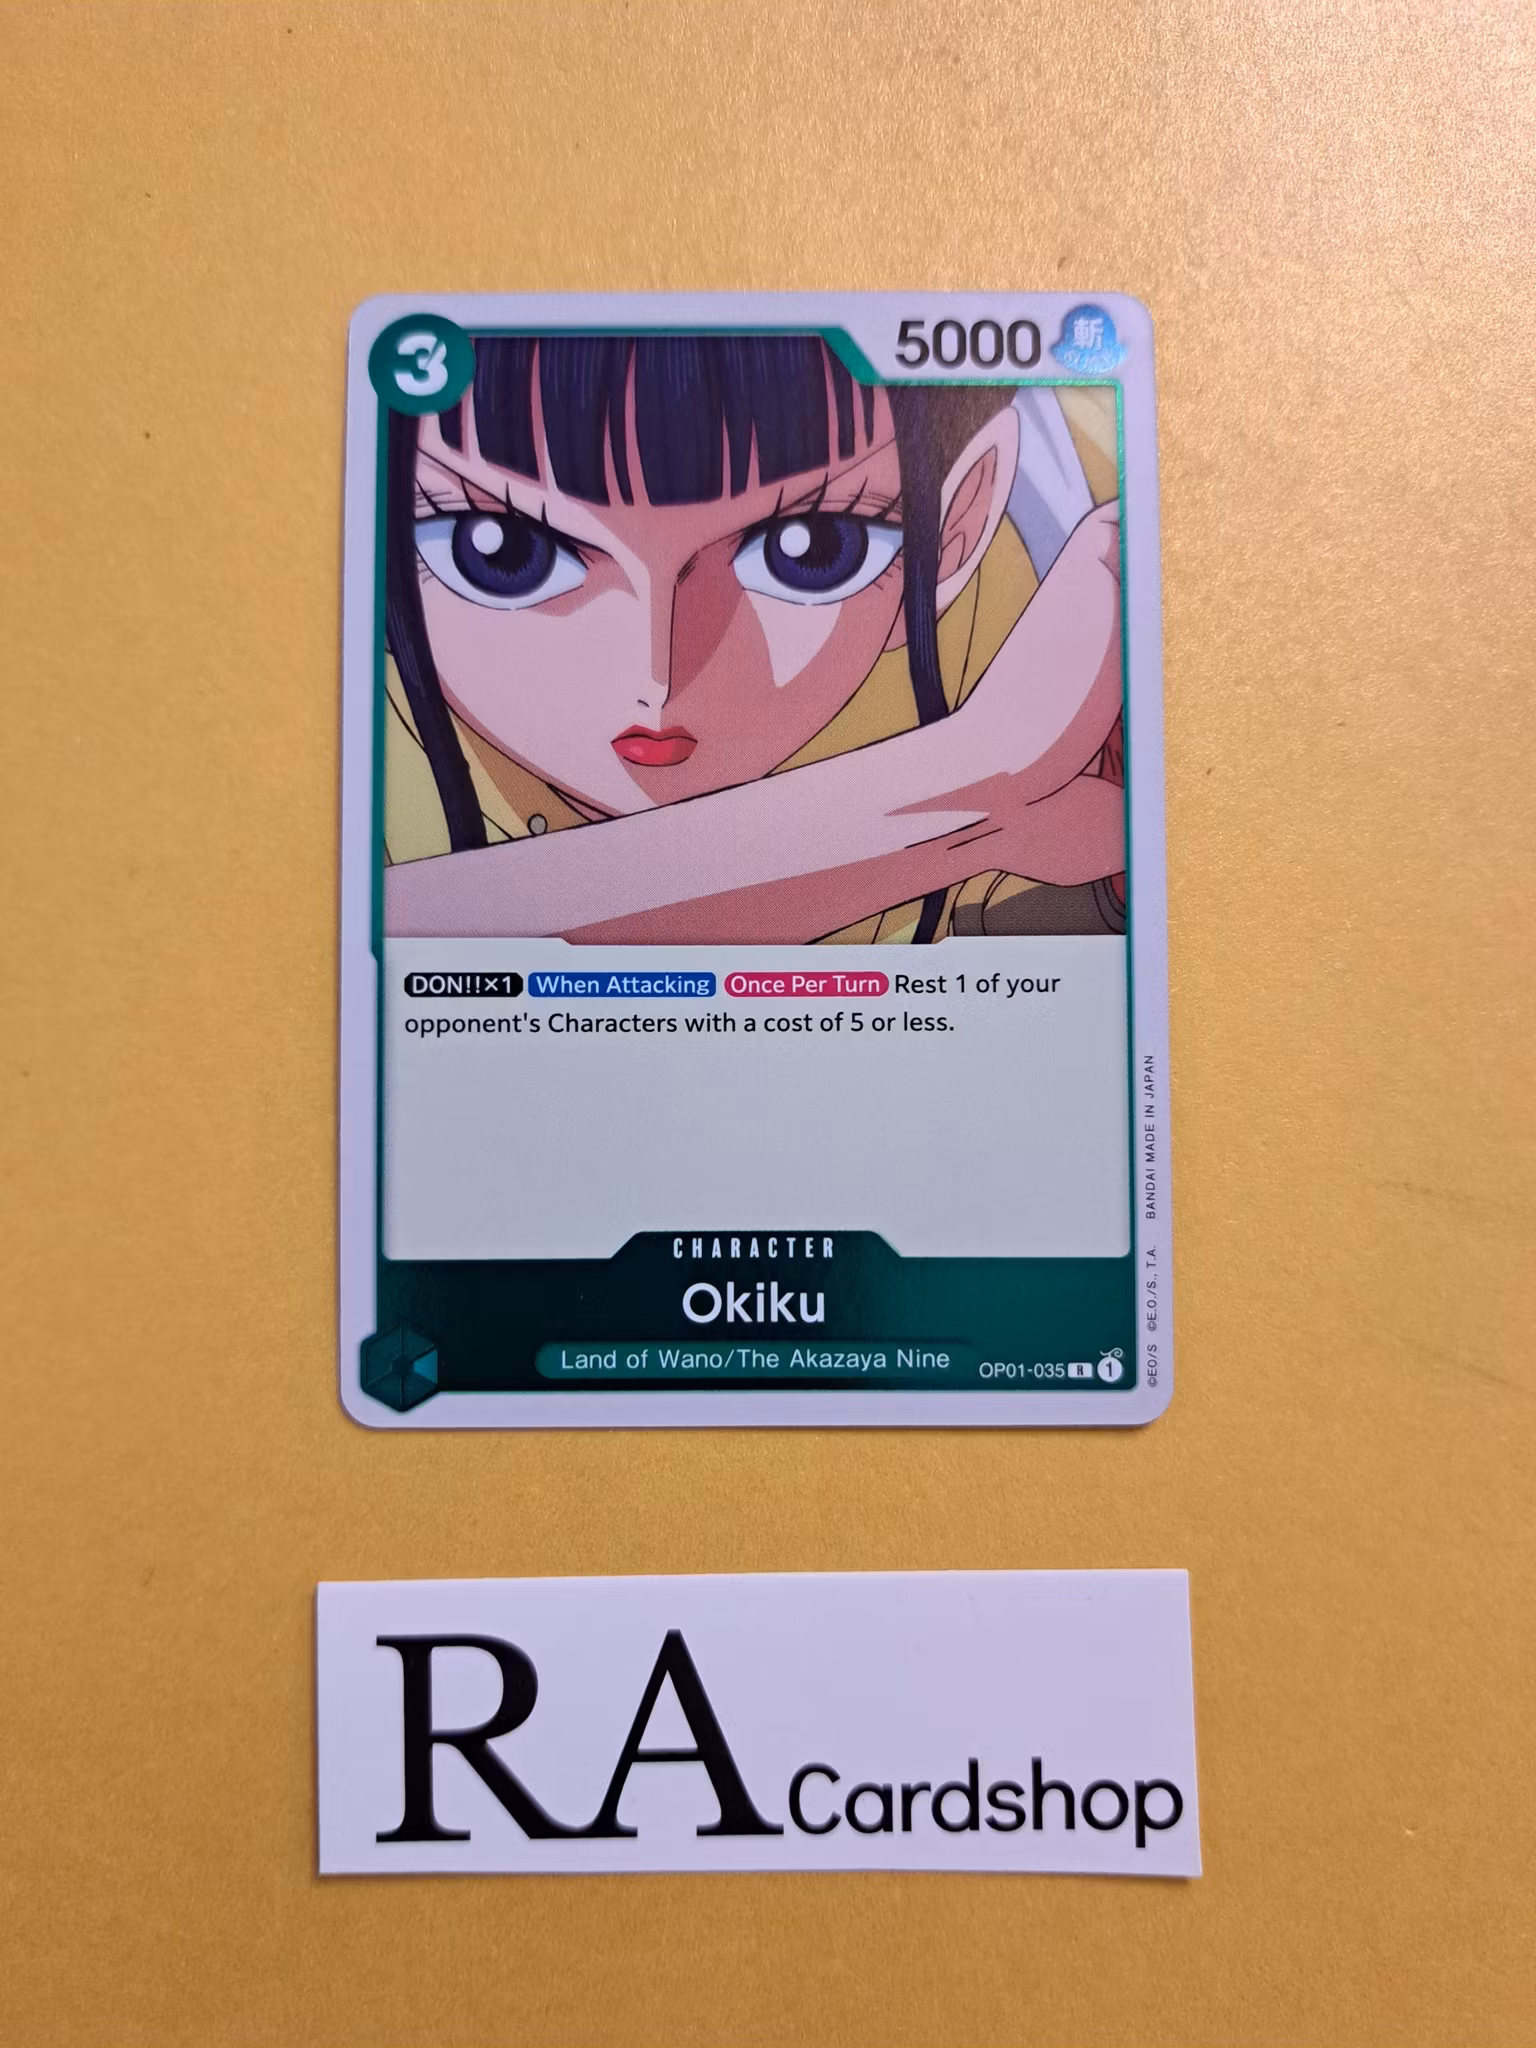 3
5000 斬
DON!!×1 When Attacking Once Per Turn Rest 1 of your
opponent's Characters with a cost of 5 or less.
CHARACTER
Okiku
Land of Wano/The Akazaya Nine
OP01-035 R 1
©EO/S ©E.O./S., T.A. BANDAI MADE IN JAPAN
RA Cardshop